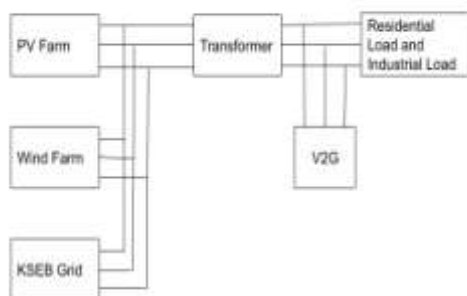 PV Farm
Transformer
Residential
Load and
Industrial Load
Wind Farm
V2G
KSEB Grid